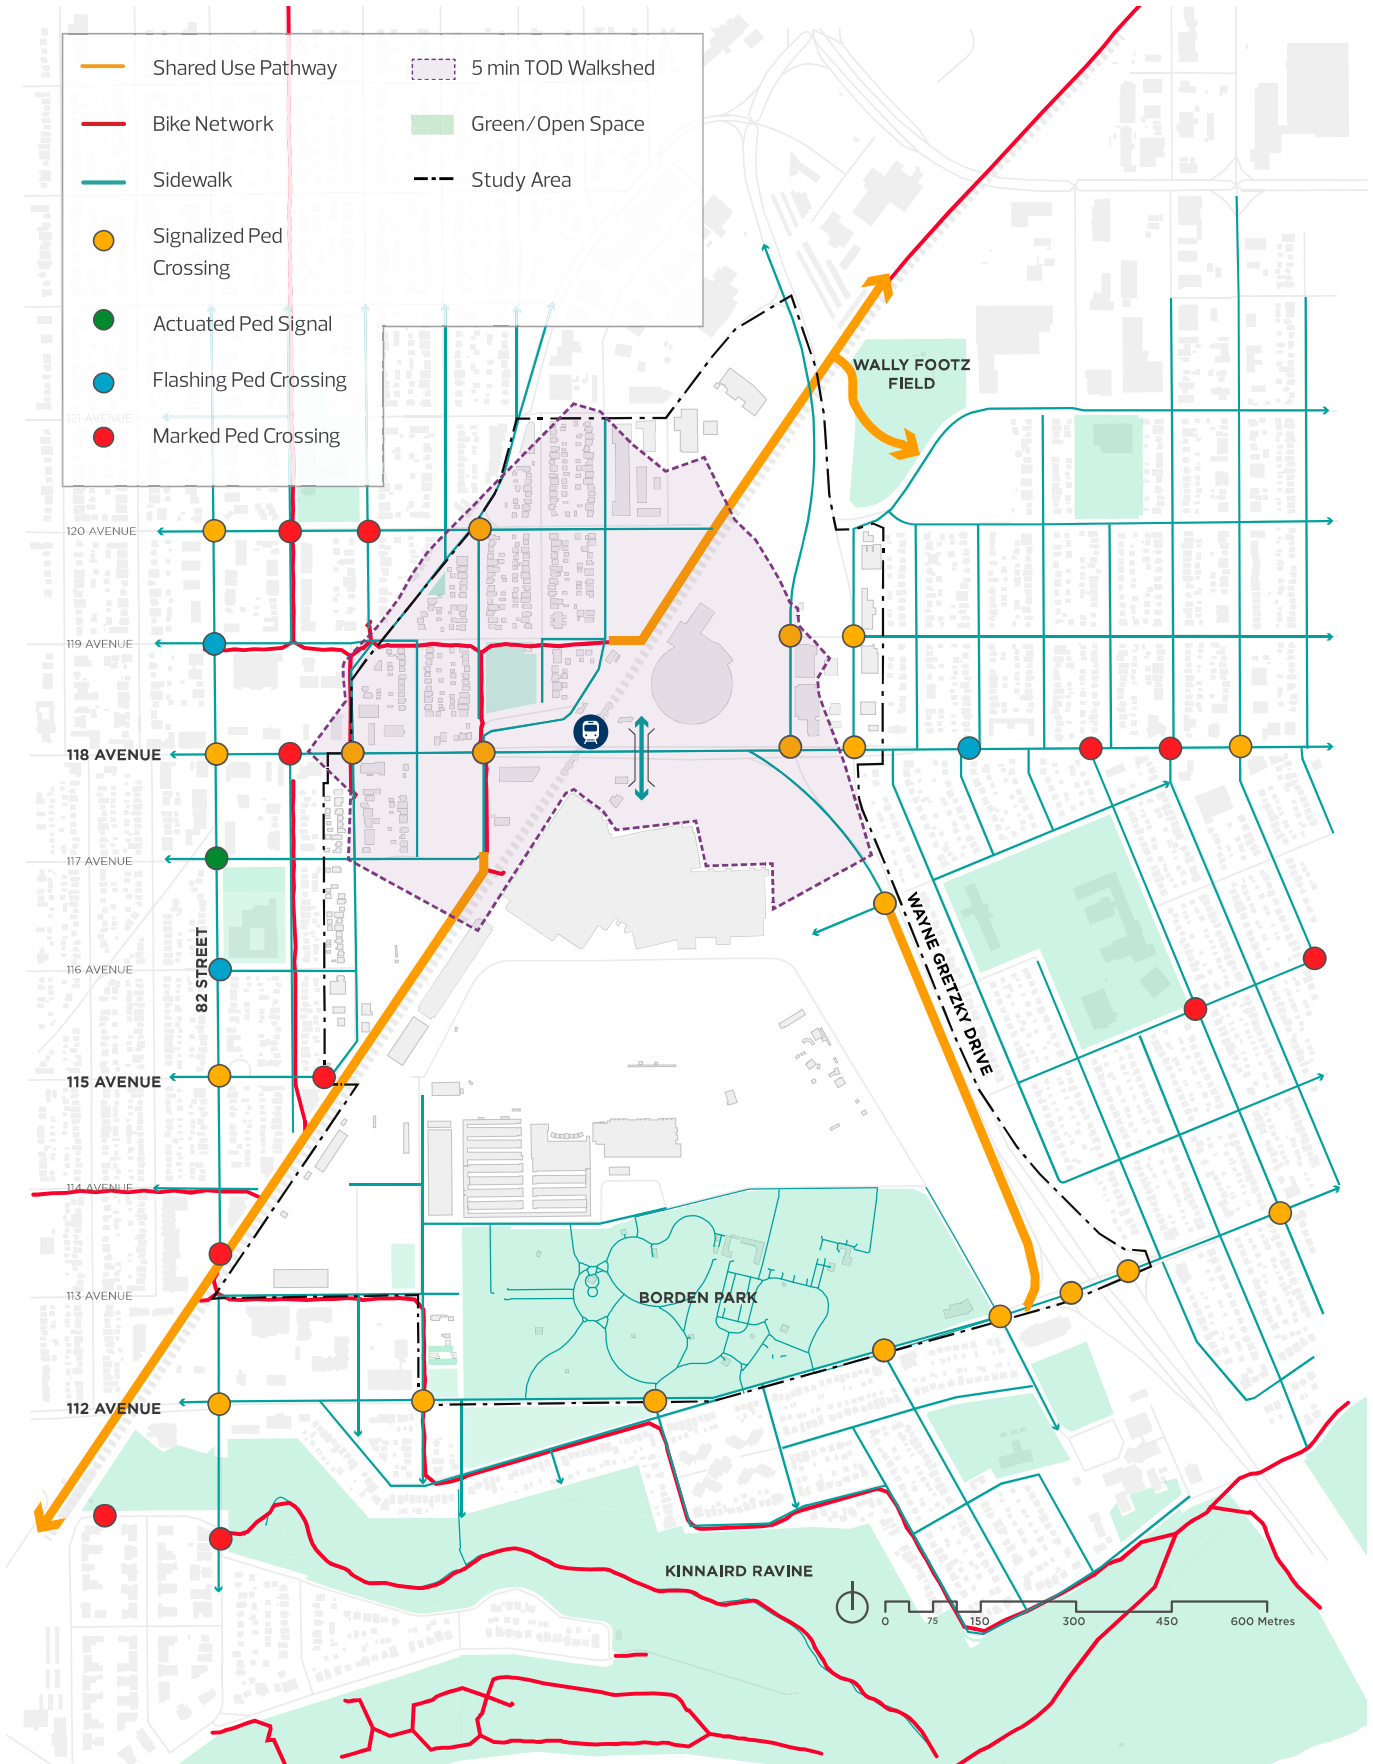 Shared Use Pathway
5 min TOD Walkshed
Bike Network
Green/Open Space
Sidewalk
Study Area
Signalized Ped
Crossing
Actuated Ped Signal
Flashing Ped Crossing
Marked Ped Crossing
WALLY FOOTZ
FIELD
121 AVENUE
120 AVENUE
119 AVENUE
118 AVENUE
117 AVENUE
82 STREET
WAYNE GRETZKY DRIVE
116 AVENUE
115 AVENUE
114 AVENUE
113 AVENUE
BORDEN PARK
112 AVENUE
KINNAIRD RAVINE
0 75 150 300 450 600 Metres